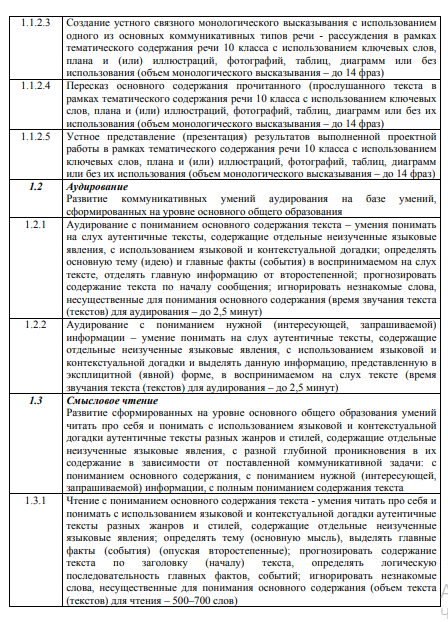 1.1.2.3 Создание устного связного монологического высказывания с использованием
одного из основных коммуникативных типов речи - рассуждения в рамках
тематического содержания речи 10 класса с использованием ключевых слов,
плана и (или) иллюстраций, фотографий, таблиц, диаграмм или без
использования (объем монологического высказывания – до 14 фраз)
1.1.2.4 Пересказ основного содержания прочитанного (прослушанного текста в
рамках тематического содержания речи 10 класса с использованием ключевых
слов, плана и (или) иллюстраций, фотографий, таблиц, диаграмм или без их
использования (объем монологического высказывания – до 14 фраз)
1.1.2.5 Устное представление (презентация) результатов выполненной проектной
работы в рамках тематического содержания речи 10 класса с использованием
ключевых слов, плана и (или) иллюстраций, фотографий, таблиц, диаграмм
или без их использования (объем монологического высказывания – до 14 фраз)
1.2 Аудирование
Развитие коммуникативных умений аудирования на базе умений,
сформированных на уровне основного общего образования
1.2.1 Аудирование с пониманием основного содержания текста – умения понимать
на слух аутентичные тексты, содержащие отдельные неизученные языковые
явления, с использованием языковой и контекстуальной догадки; определять
основную тему (идею) и главные факты (события) в воспринимаемом на слух
тексте, отделять главную информацию от второстепенной; прогнозировать
содержание текста по началу сообщения; игнорировать незнакомые слова,
несущественные для понимания основного содержания (время звучания текста
(текстов) для аудирования – до 2,5 минут)
1.2.2 Аудирование с пониманием нужной (интересующей, запрашиваемой)
информации – умение понимать на слух аутентичные тексты, содержащие
отдельные неизученные языковые явления, с использованием языковой и
контекстуальной догадки и выделять данную информацию, представленную в
эксплицитной (явной) форме, в воспринимаемом на слух тексте (время
звучания текста (текстов) для аудирования – до 2,5 минут)
1.3 Смысловое чтение
Развитие сформированных на уровне основного общего образования умений
читать про себя и понимать с использованием языковой и контекстуальной
догадки аутентичные тексты разных жанров и стилей, содержащие отдельные
неизученные языковые явления, с разной глубиной проникновения в их
содержание в зависимости от поставленной коммуникативной задачи: с
пониманием основного содержания, с пониманием нужной (интересующей,
запрашиваемой) информации, с полным пониманием содержания текста
1.3.1 Чтение с пониманием основного содержания текста - умения читать про себя и
понимать с использованием языковой и контекстуальной догадки аутентичные
тексты разных жанров и стилей, содержащие отдельные неизученные
языковые явления; определять тему (основную мысль), выделять главные
факты (события) (опуская второстепенные); прогнозировать содержание
текста по заголовку (началу) текста, определять логическую
последовательность главных фактов, событий; игнорировать незнакомые
слова, несущественные для понимания основного содержания (объем текста
(текстов) для чтения – 500–700 слов)